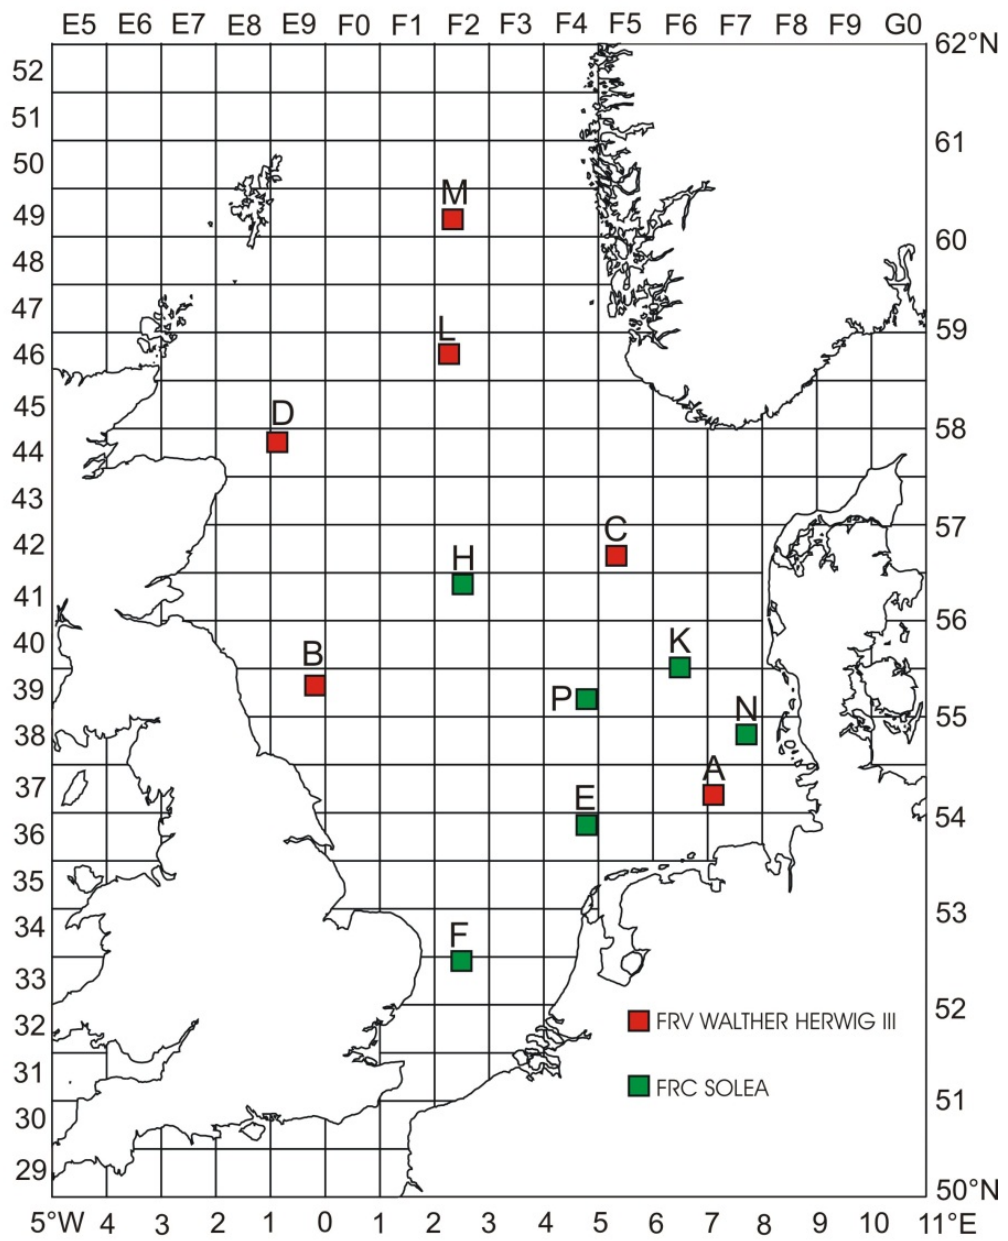 E5 E6 E7 E8 E9 F0 F1 F2 F3 F4 F5 F6 F7 F8 F9 G0
62°N
52
51
61
50
M
49
60
48
47
59
L
46
45
D
58
44
43
57
42
C
H
41
56
40
K
B
39
P
N
55
38
A
37
E
54
36
35
53
34
F
33
52
32
FRV WALTHER HERWIG III
31
FRC SOLEA
51
30
29
50°N
5°W 4 3 2 1 0 1 2 3 4 5 6 7 8 9 10 11°E